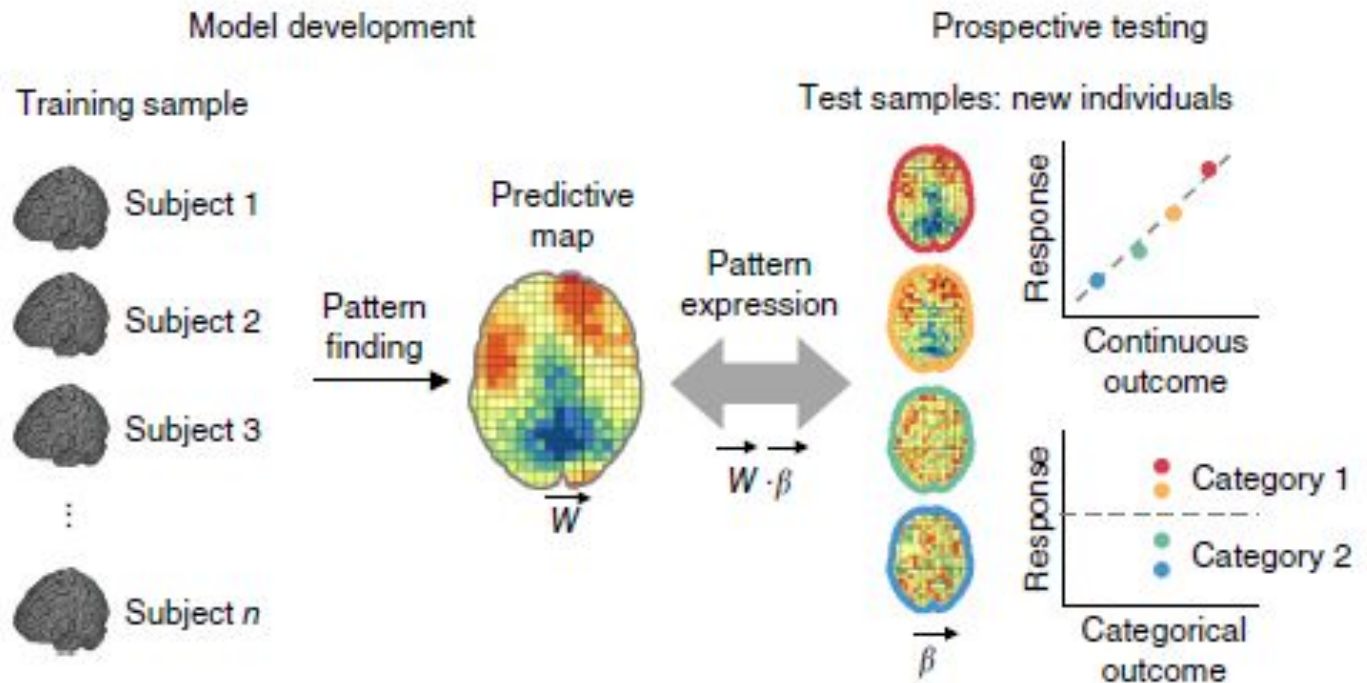 Model development
Prospective testing
Training sample
Test samples: new individuals
Subject 1
Subject 2
Subject 3
⋮
Subject n
Pattern
finding
Predictive
map
W
Pattern
expression
W · β
β
Response
Continuous
outcome
Response
Category 1
Category 2
Categorical
outcome